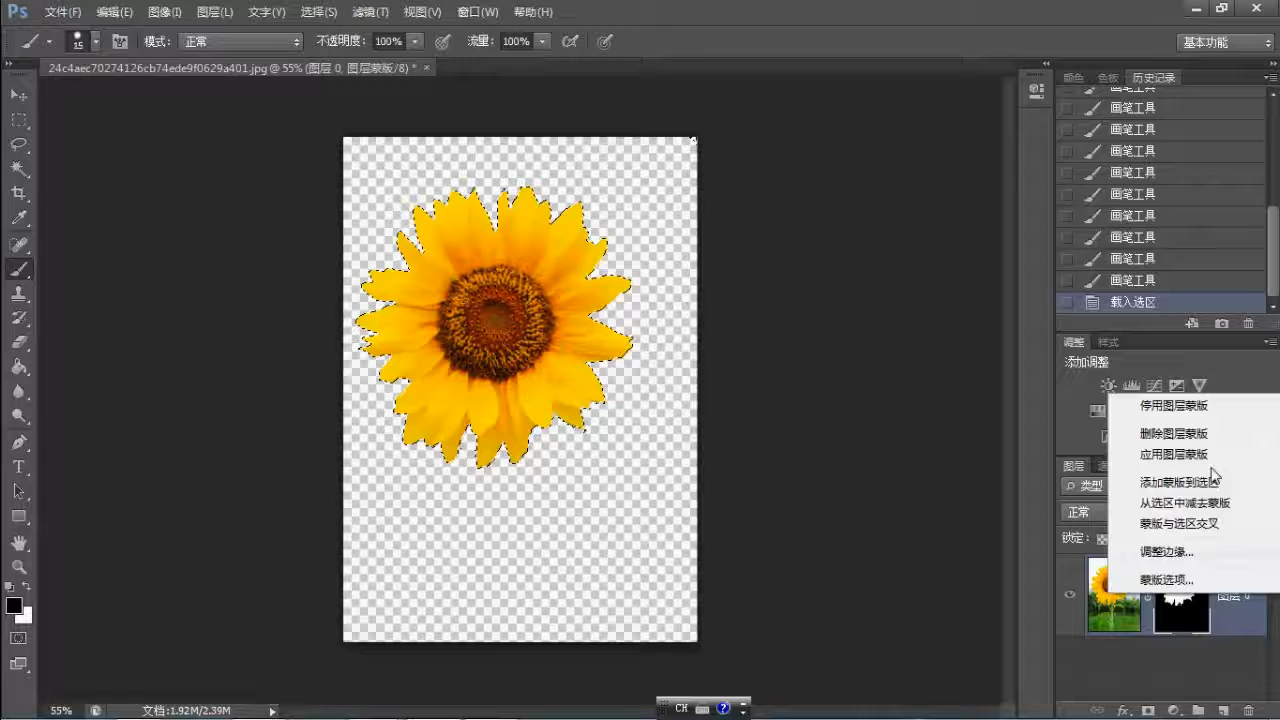 Ps 文件(F) 编辑(E) 图像(I) 图层(L) 文字(Y) 选择(S) 滤镜(T) 视图(V) 窗口(W) 帮助(H)
15 模式: 正常 不透明度: 100% 流量: 100% 基本功能
24c4aec70274126cb74ede9f0629a401.jpg @ 55% (图层 0, 图层蒙版/8) * ×
颜色 色板 历史记录
画笔工具
画笔工具
画笔工具
画笔工具
画笔工具
画笔工具
画笔工具
画笔工具
画笔工具
画笔工具
载入选区
调整 样式
添加调整
停用图层蒙版
删除图层蒙版
应用图层蒙版
添加蒙版到选区
从选区中减去蒙版
蒙版与选区交叉
调整边缘...
蒙版选项...
图层
类型
正常
锁定:
图层 0
55% 文档:1.92M/2.39M
CH
fx